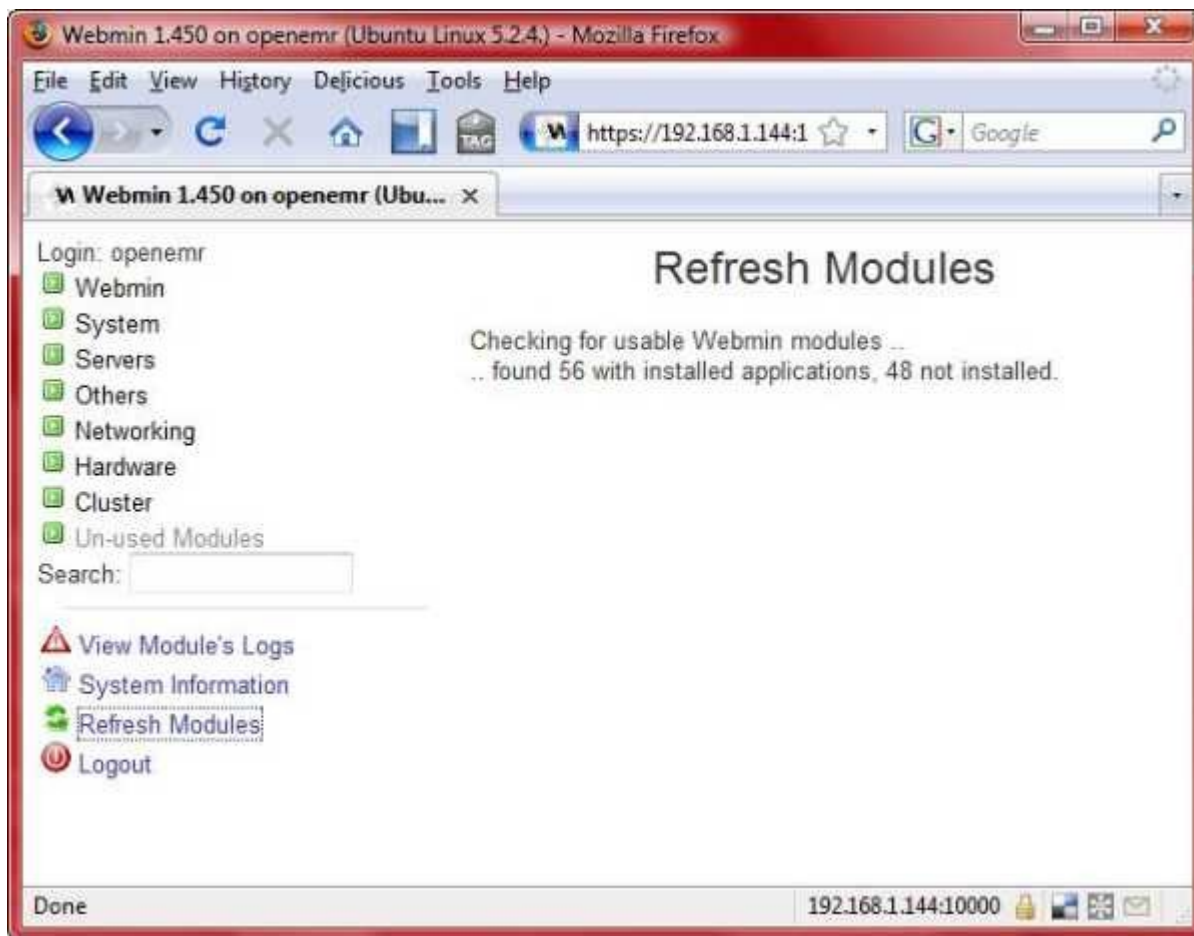 Webmin 1.450 on openemr (Ubuntu Linux 5.2.4.) - Mozilla Firefox
File Edit View History Delicious Tools Help
TAG https://192.168.1.144:1 G Google
Webmin 1.450 on openemr (Ubu...
Login: openemr
Webmin
System
Servers
Others
Networking
Hardware
Cluster
Un-used Modules
Search:
View Module's Logs
System Information
Refresh Modules
Logout
Refresh Modules
Checking for usable Webmin modules ..
.. found 56 with installed applications, 48 not installed.
Done 192.168.1.144:10000